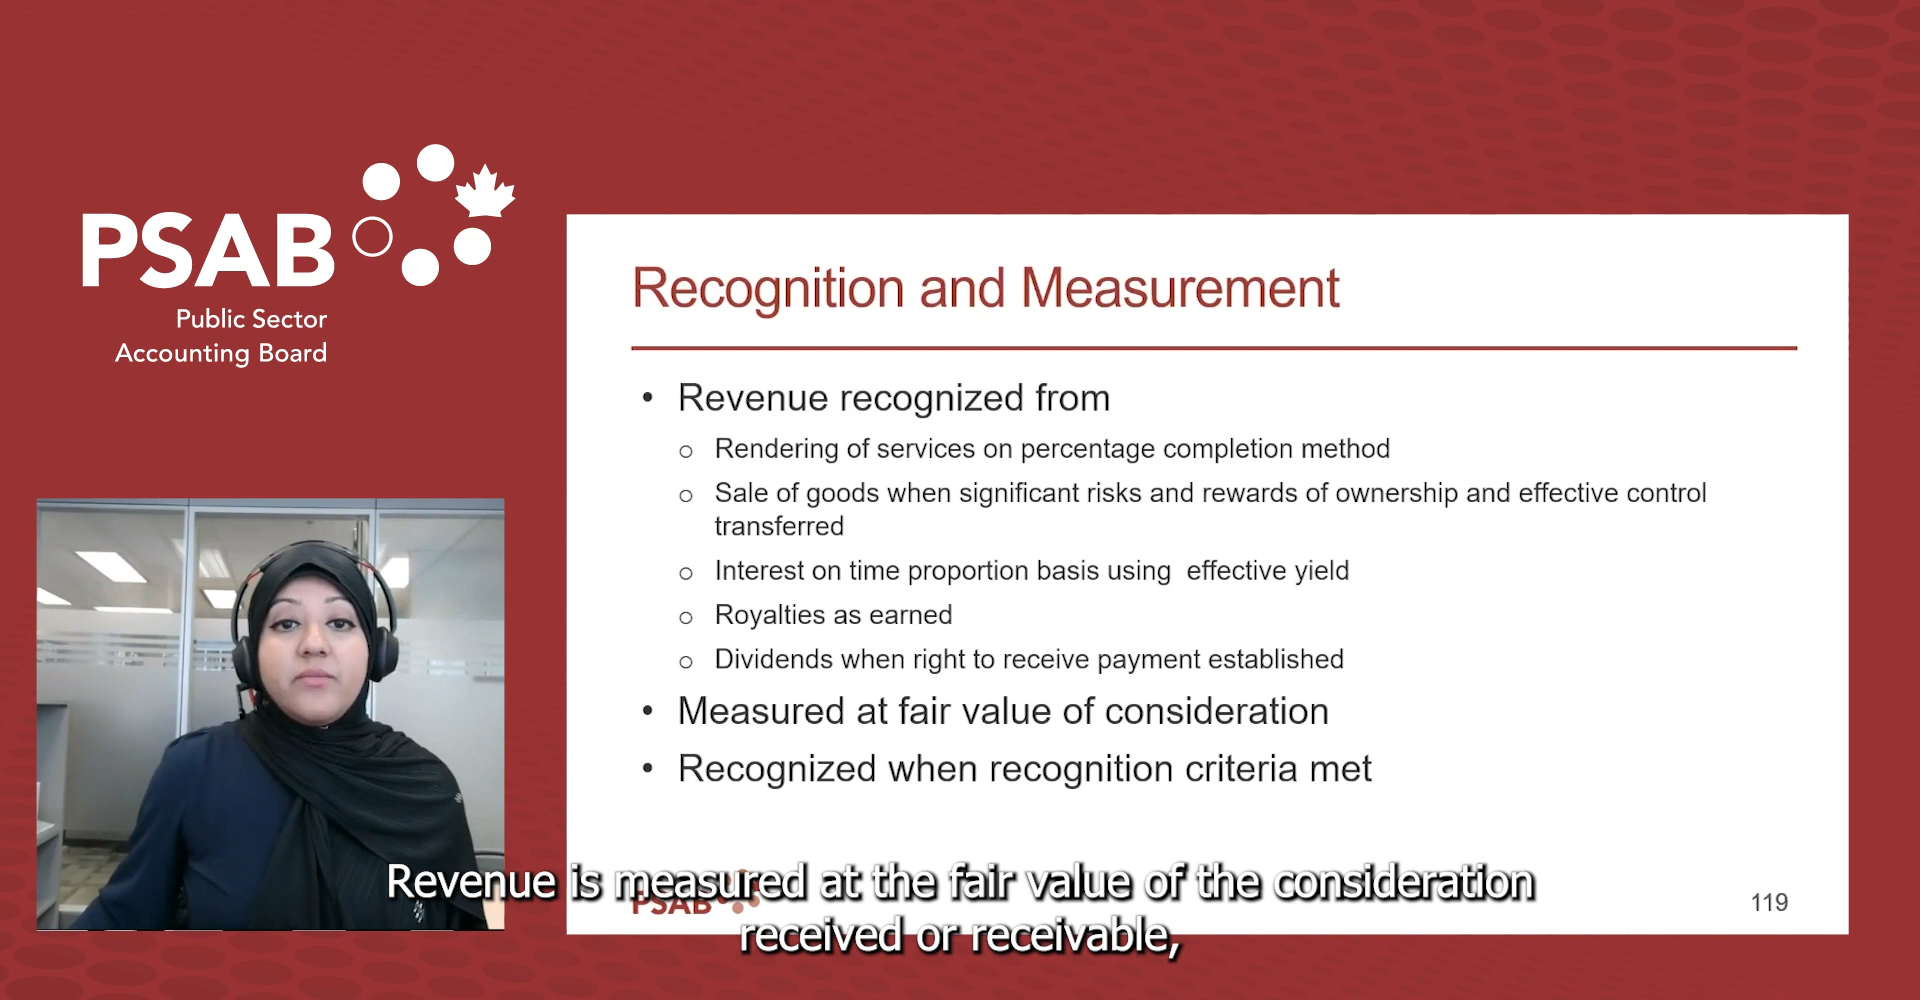 PSAB
Public Sector
Accounting Board
Recognition and Measurement
• Revenue recognized from
o Rendering of services on percentage completion method
o Sale of goods when significant risks and rewards of ownership and effective control
transferred
o Interest on time proportion basis using  effective yield
o Royalties as earned
o Dividends when right to receive payment established
• Measured at fair value of consideration
• Recognized when recognition criteria met
PSAB
119
Revenue is measured at the fair value of the consideration
received or receivable,